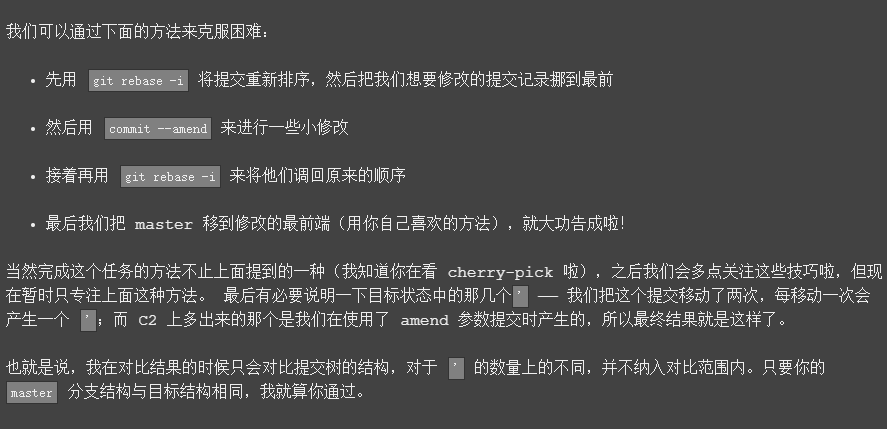 我们可以通过下面的方法来克服困难：
• 先用 git rebase -i 将提交重新排序，然后把我们想要修改的提交记录挪到最前
• 然后用 commit --amend 来进行一些小修改
• 接着再用 git rebase -i 来将他们调回原来的顺序
• 最后我们把 master 移到修改的最前端（用你自己喜欢的方法），就大功告成啦！
当然完成这个任务的方法不止上面提到的一种（我知道你在看 cherry-pick 啦），之后我们会多点关注这些技巧啦，但现
在暂时只专注上面这种方法。 最后有必要说明一下目标状态中的那几个' —— 我们把这个提交移动了两次，每移动一次会
产生一个 '；而 C2 上多出来的那个是我们在使用了 amend 参数提交时产生的，所以最终结果就是这样了。
也就是说，我在对比结果的时候只会对比提交树的结构，对于 ' 的数量上的不同，并不纳入对比范围内。只要你的
master 分支结构与目标结构相同，我就算你通过。